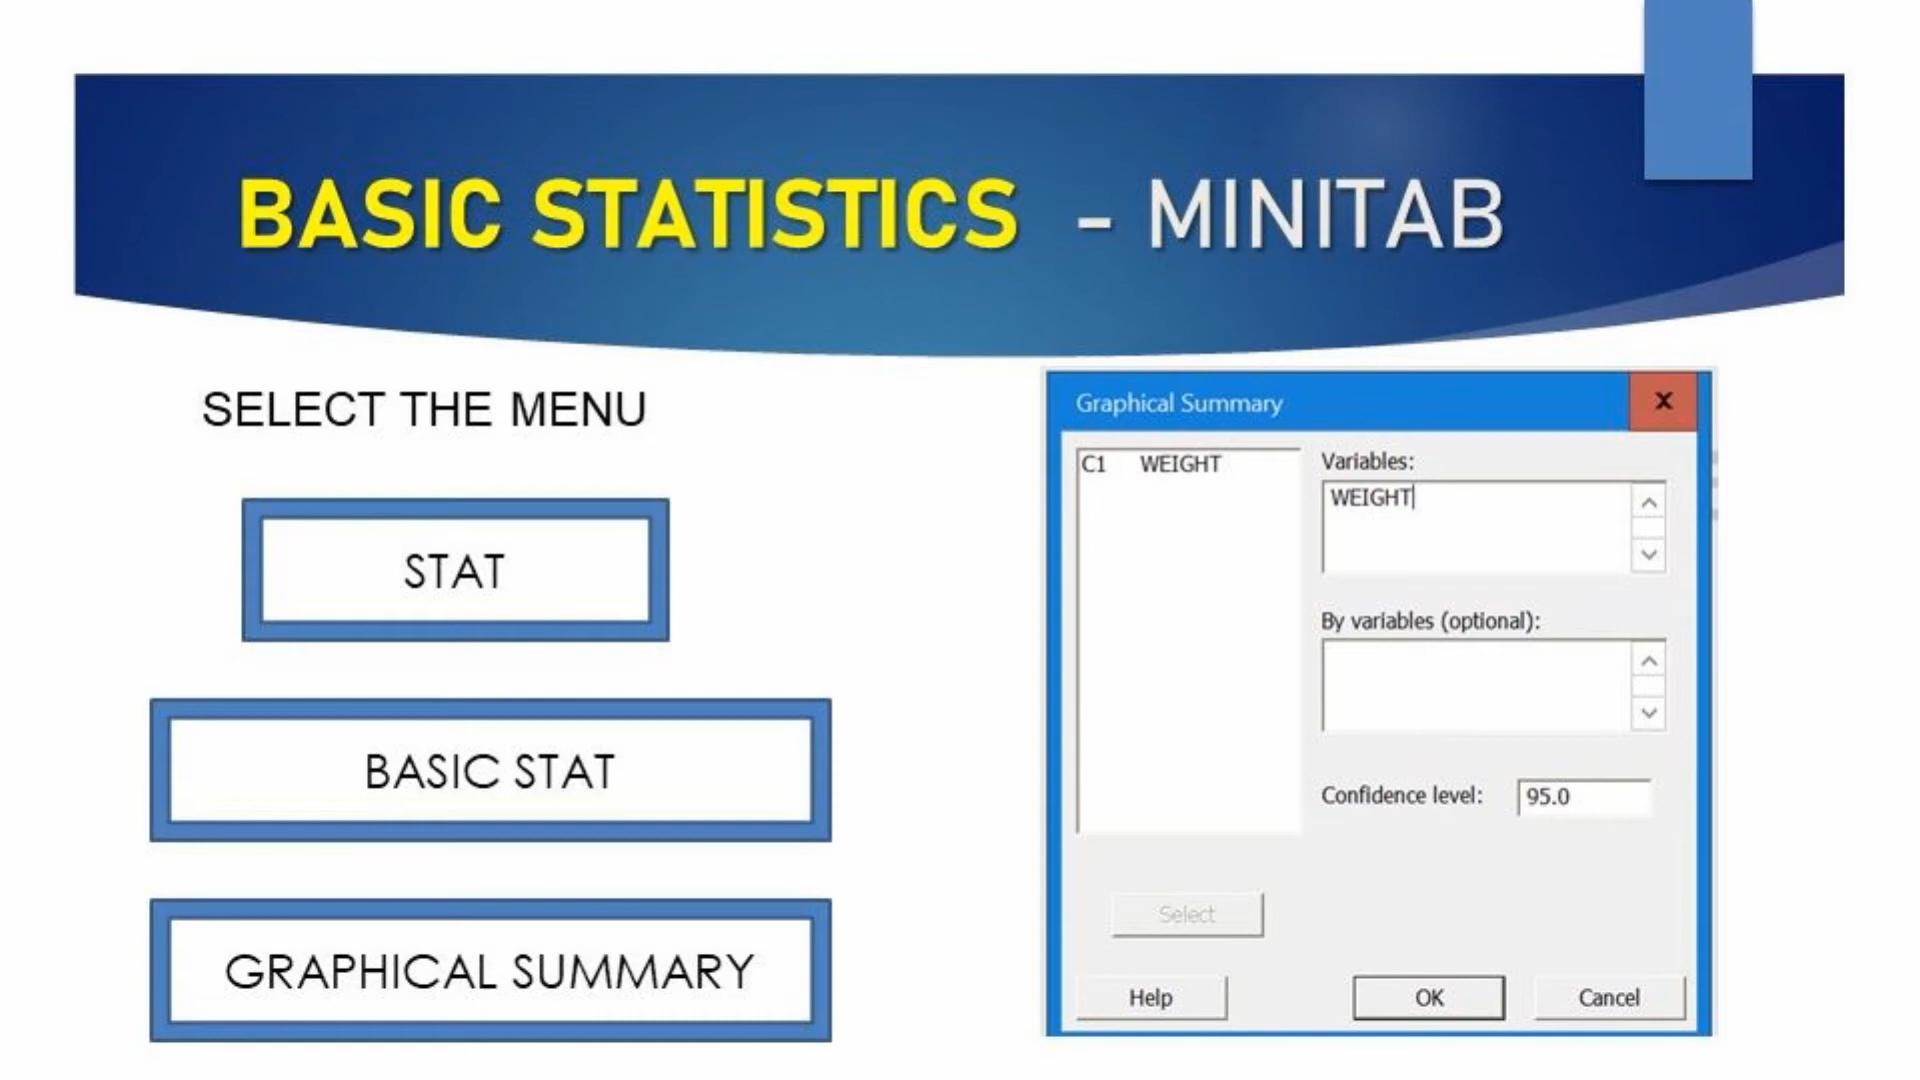 BASIC STATISTICS - MINITAB
SELECT THE MENU
STAT
BASIC STAT
GRAPHICAL SUMMARY
Graphical Summary
X
C1 WEIGHT
Variables:
WEIGHT
By variables (optional):
Confidence level: 95.0
Select
Help OK Cancel